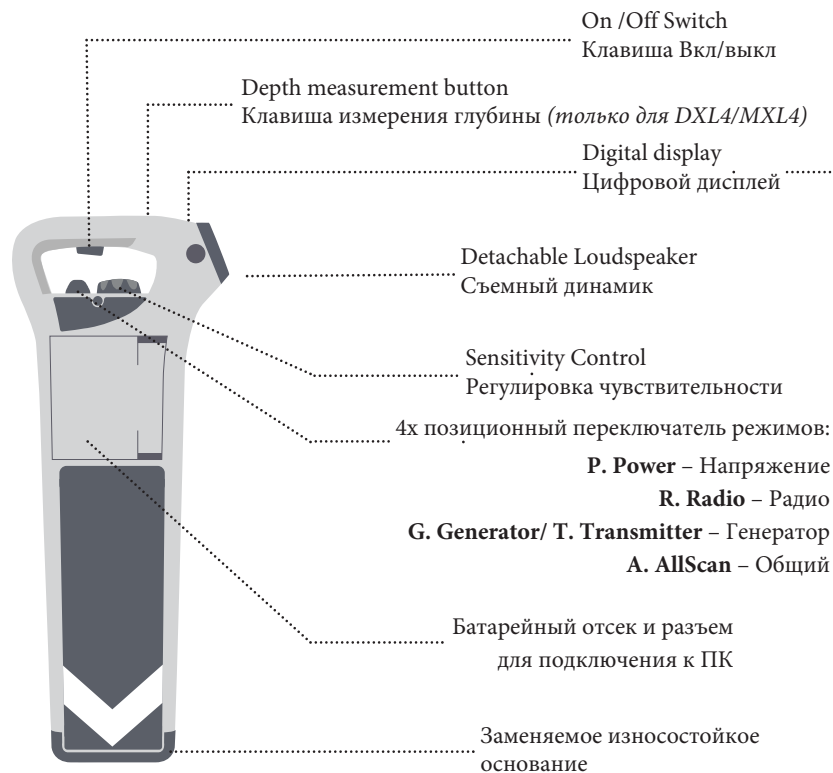 On /Off Switch
Клавиша Вкл/выкл
Depth measurement button
Клавиша измерения глубины (только для DXL4/MXL4)
Digital display
Цифровой дисплей
Detachable Loudspeaker
Съемный динамик
Sensitivity Control
Регулировка чувствительности
4х позиционный переключатель режимов:
P. Power – Напряжение
R. Radio – Радио
G. Generator/ T. Transmitter – Генератор
A. AllScan – Общий
Батарейный отсек и разъем
для подключения к ПК
Заменяемое износостойкое
основание